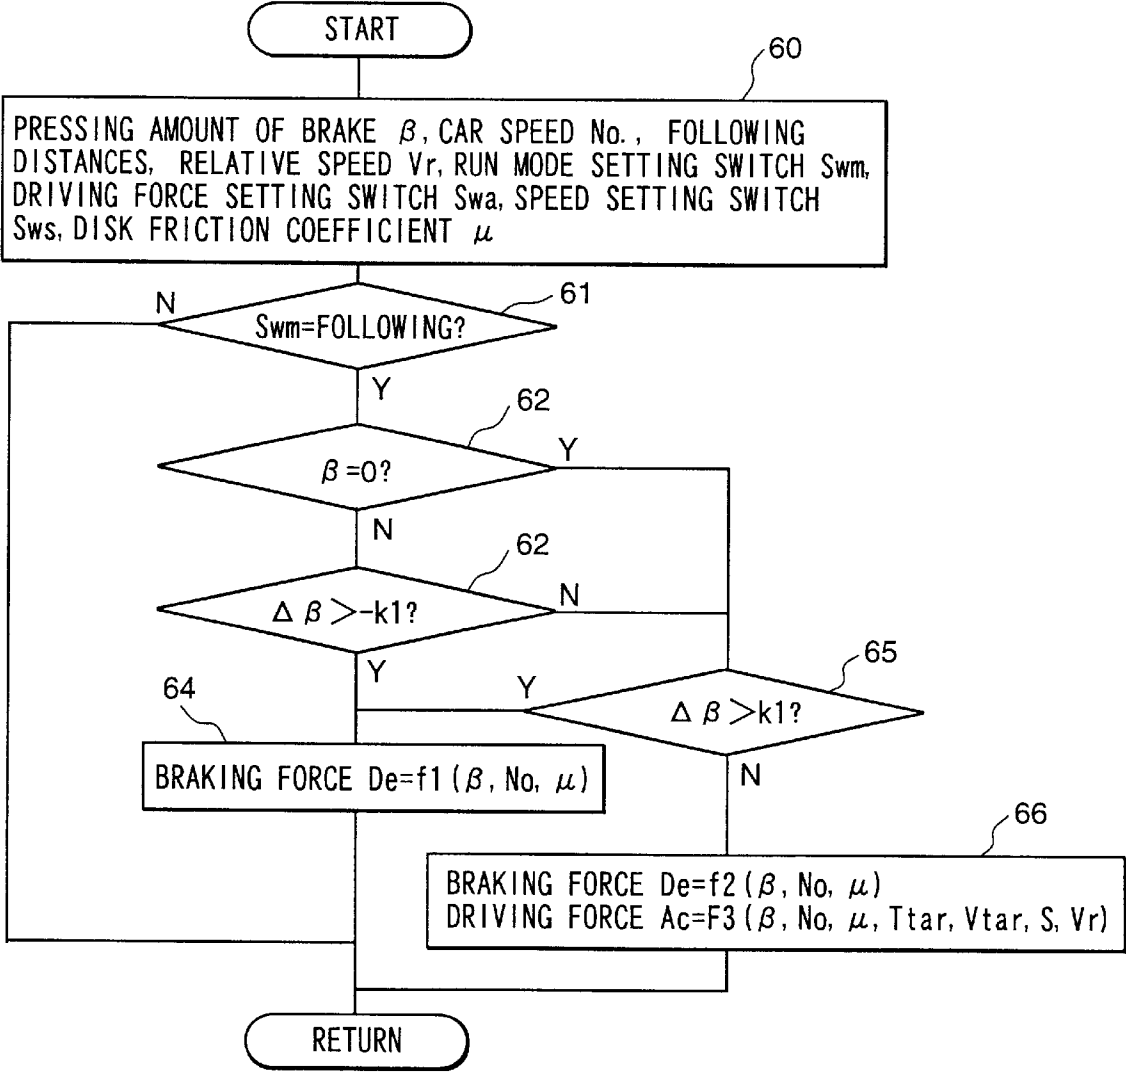 START
60
PRESSING AMOUNT OF BRAKE β, CAR SPEED No., FOLLOWING
DISTANCES, RELATIVE SPEED Vr, RUN MODE SETTING SWITCH Swm,
DRIVING FORCE SETTING SWITCH Swa, SPEED SETTING SWITCH
Sws, DISK FRICTION COEFFICIENT μ
61
N
Swm=FOLLOWING?
Y
62
β=0?
Y
N
62
Δβ>-k1?
N
Y
65
Y
Δβ>k1?
N
64
BRAKING FORCE De=f1(β, No, μ)
66
BRAKING FORCE De=f2(β, No, μ)
DRIVING FORCE Ac=F3(β, No, μ, Ttar, Vtar, S, Vr)
RETURN